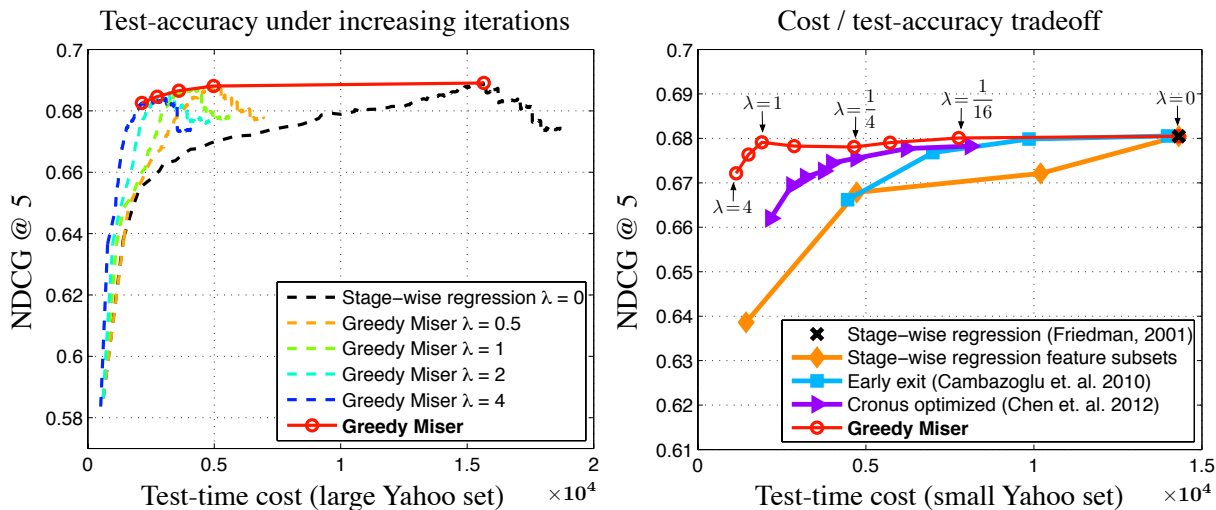 Test-accuracy under increasing iterations
0.7
0.68
0.66
0.64
0.62
0.6
0.58
NDCG @ 5
Stage-wise regression λ = 0
Greedy Miser λ = 0.5
Greedy Miser λ = 1
Greedy Miser λ = 2
Greedy Miser λ = 4
Greedy Miser
0 0.5 1 1.5 2
Test-time cost (large Yahoo set) ×10^4
Cost / test-accuracy tradeoff
0.7
0.69
0.68
0.67
0.66
0.65
0.64
0.63
0.62
0.61
NDCG @ 5
λ=1
λ=1/4
λ=1/16
λ=0
λ=4
Stage-wise regression (Friedman, 2001)
Stage-wise regression feature subsets
Early exit (Cambazoglu et. al. 2010)
Cronus optimized (Chen et. al. 2012)
Greedy Miser
0 0.5 1 1.5
Test-time cost (small Yahoo set) ×10^4